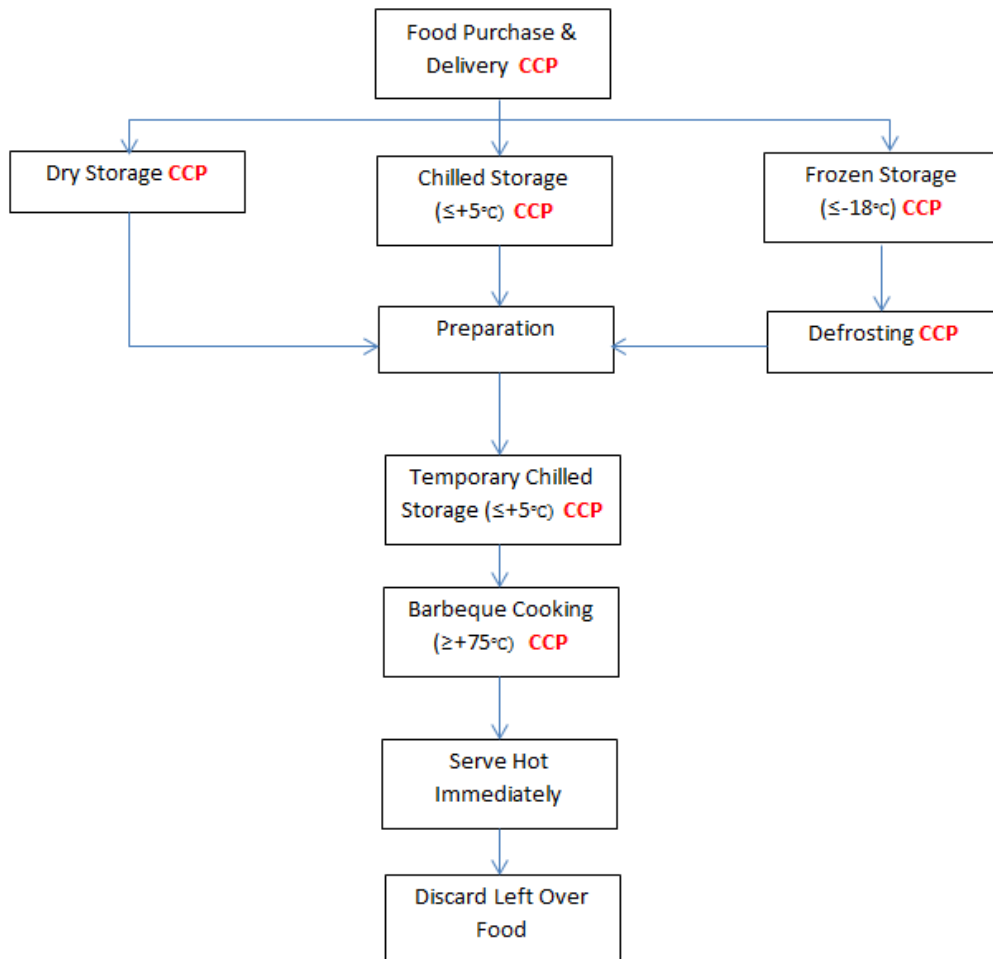 Food Purchase &
Delivery CCP
Dry Storage CCP
Chilled Storage
(≤+5°C) CCP
Frozen Storage
(≤-18°C) CCP
Preparation
Defrosting CCP
Temporary Chilled
Storage (≤+5°C) CCP
Barbeque Cooking
(≥+75°C) CCP
Serve Hot
Immediately
Discard Left Over
Food